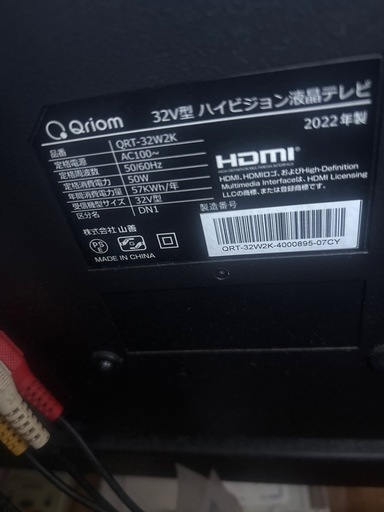 Qriom 32V型 ハイビジョン液晶テレビ
2022年製
品番 QRT-32W2K
定格電源 AC100~
定格周波数 50/60Hz
定格消費電力 50W
年間消費電力量 57KWh/年
受信機型サイズ 32V型
区分名 DN1
株式会社 山善
PS E
MADE IN CHINA
HDMI
HIGH-DEFINITION MULTIMEDIA INTERFACE
HDMI、HDMIロゴ、およびHigh-Definition
Multimedia Interfaceは、HDMI Licensing
LLCの商標、または登録商標です。
製造番号
QRT-32W2K-4000895-07CY